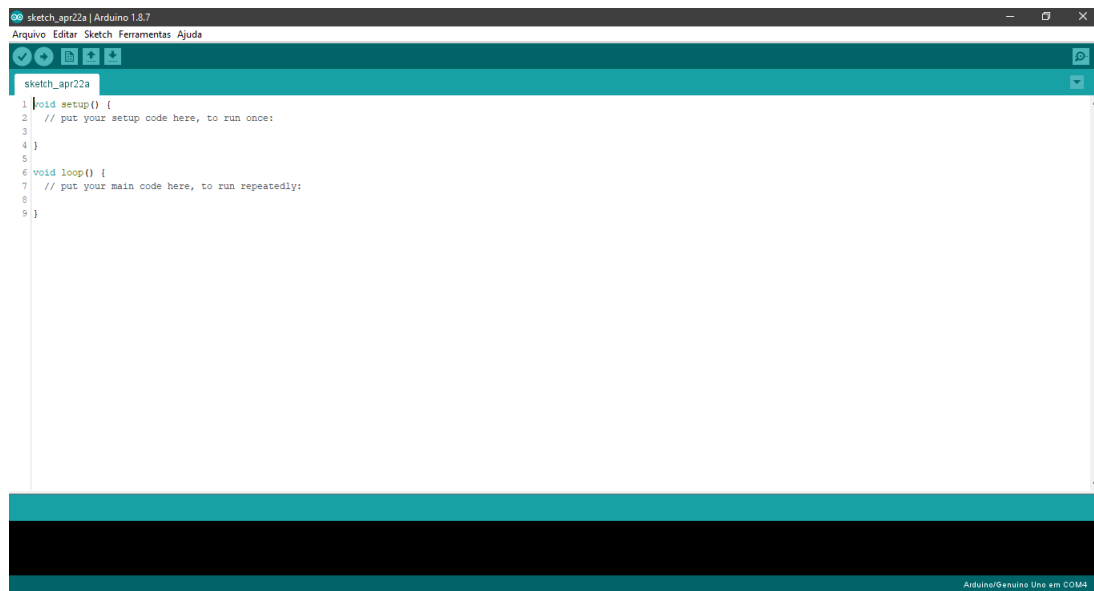 sketch_apr22a | Arduino 1.8.7
Arquivo Editar Sketch Ferramentas Ajuda
sketch_apr22a
1 void setup() {
2   // put your setup code here, to run once:
3
4 }
5
6 void loop() {
7   // put your main code here, to run repeatedly:
8
9 }
Arduino/Genuino Uno em COM4